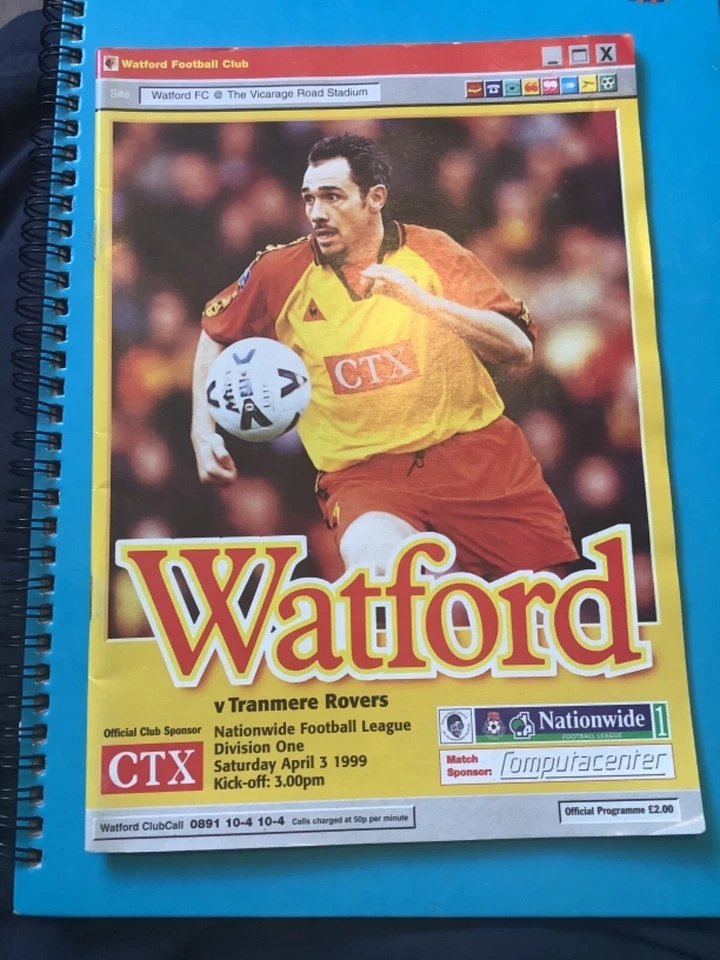 Watford Football Club
X
Site
Watford FC @ The Vicarage Road Stadium
MITRE
CTX
Watford
v Tranmere Rovers
Official Club Sponsor
CTX
Nationwide Football League
Division One
Saturday April 3 1999
Kick-off: 3.00pm
Nationwide 1
FOOTBALL LEAGUE
Match
Sponsor:
Computacenter
Watford ClubCall 0891 10-4 10-4 Calls charged at 50p per minute
Official Programme £2.00